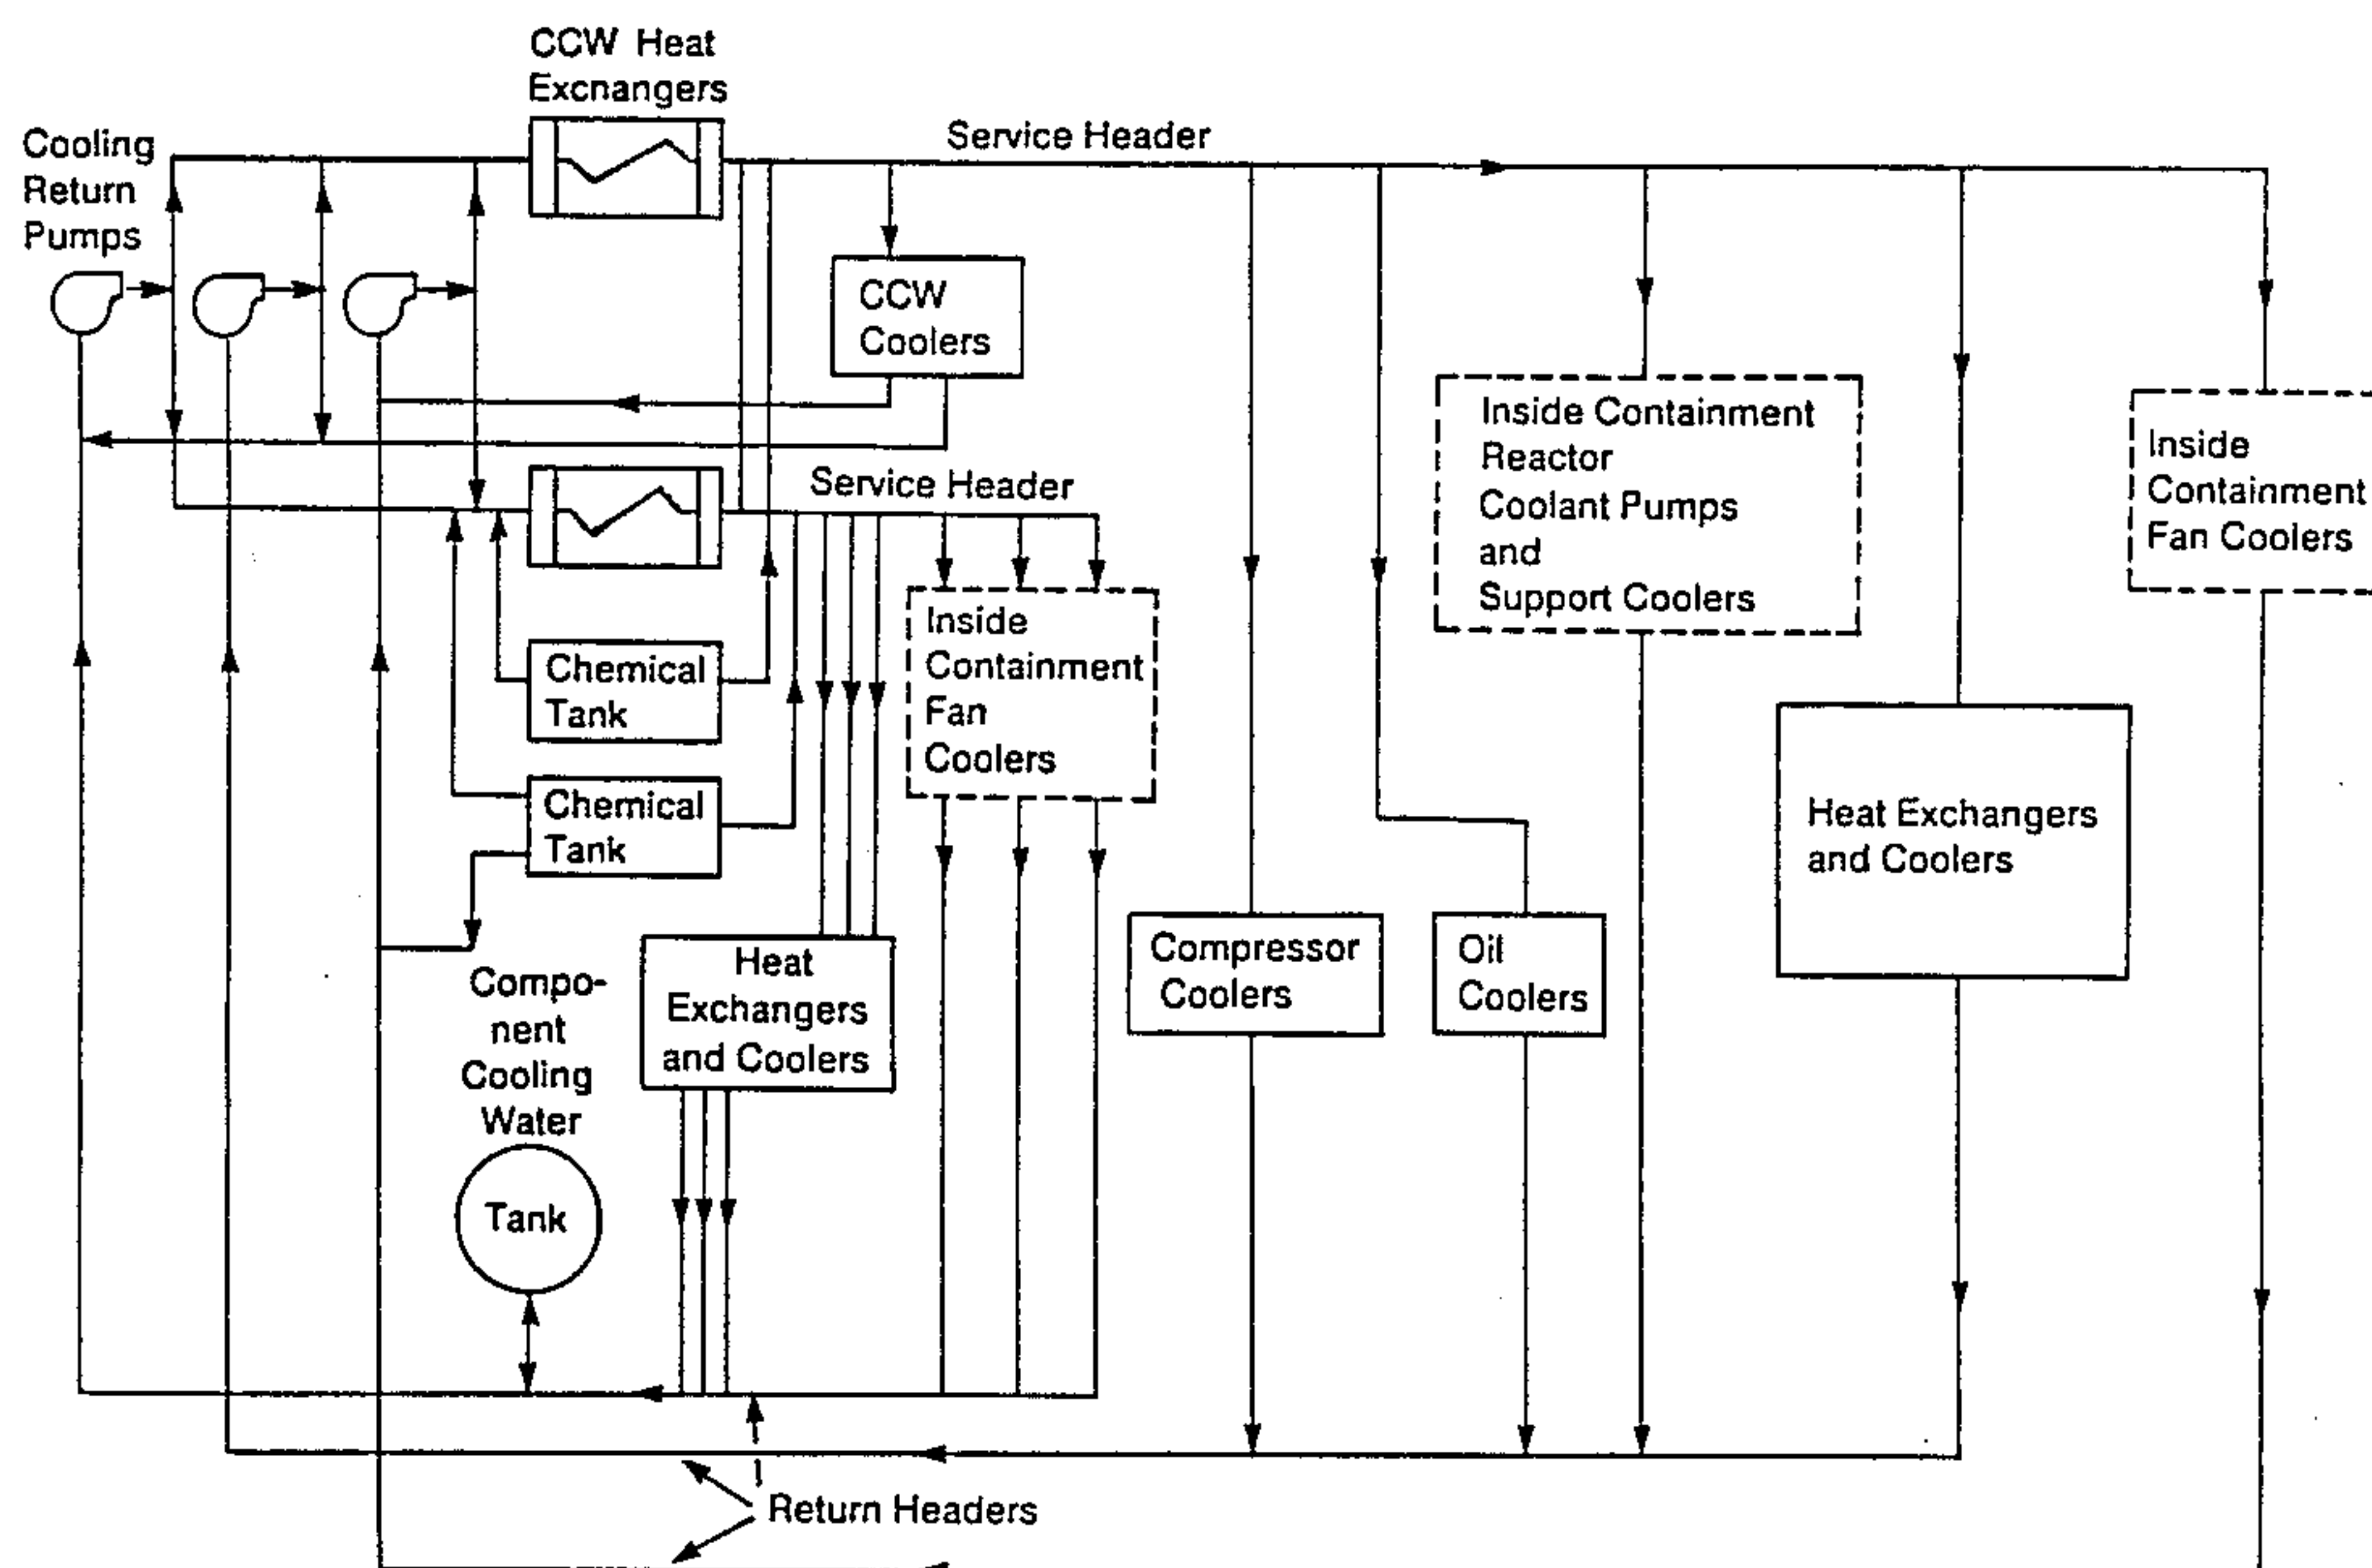 CCW Heat
Excnangers
Cooling
Return
Pumps
Service Header
CCW
Coolers
Inside Containment
Reactor
Coolant Pumps
and
Support Coolers
Inside
Containment
Fan Coolers
Service Header
Inside
Containment
Fan
Coolers
Chemical
Tank
Chemical
Tank
Heat Exchangers
and Coolers
Compressor
Coolers
Oil
Coolers
Heat
Exchangers
and Coolers
Compo-
nent
Cooling
Water
Tank
Return Headers